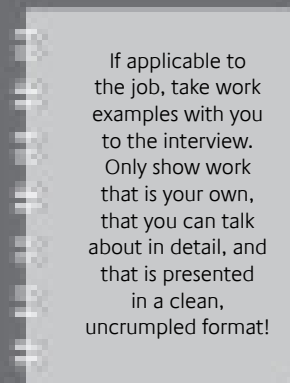 If applicable to
the job, take work
examples with you
to the interview.
Only show work
that is your own,
that you can talk
about in detail, and
that is presented
in a clean,
uncrumpled format!